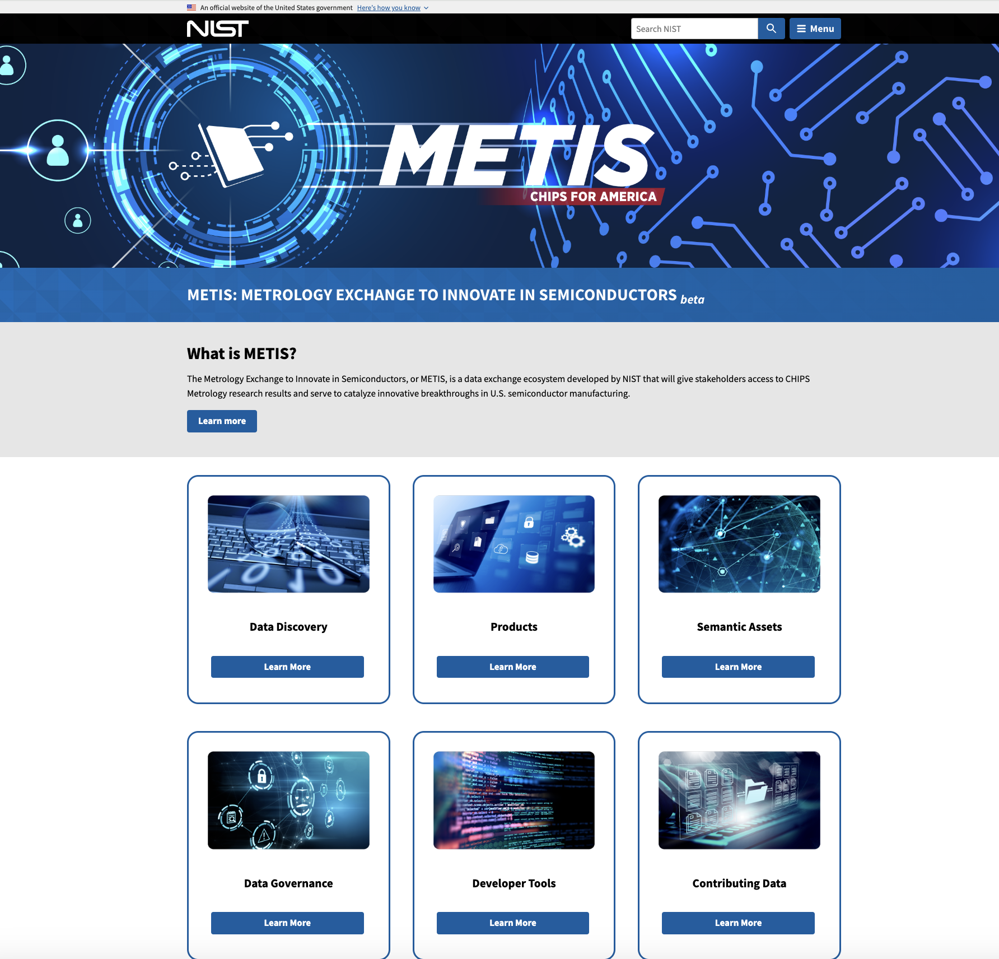 An official website of the United States government Here's how you know
NIST
Search NIST
Menu
METIS
CHIPS FOR AMERICA
METIS: METROLOGY EXCHANGE TO INNOVATE IN SEMICONDUCTORS beta
What is METIS?
The Metrology Exchange to Innovate in Semiconductors, or METIS, is a data exchange ecosystem developed by NIST that will give stakeholders access to CHIPS
Metrology research results and serve to catalyze innovative breakthroughs in U.S. semiconductor manufacturing.
Learn more
Data Discovery
Products
Semantic Assets
Learn More
Learn More
Learn More
Data Governance
Developer Tools
Contributing Data
Learn More
Learn More
Learn More